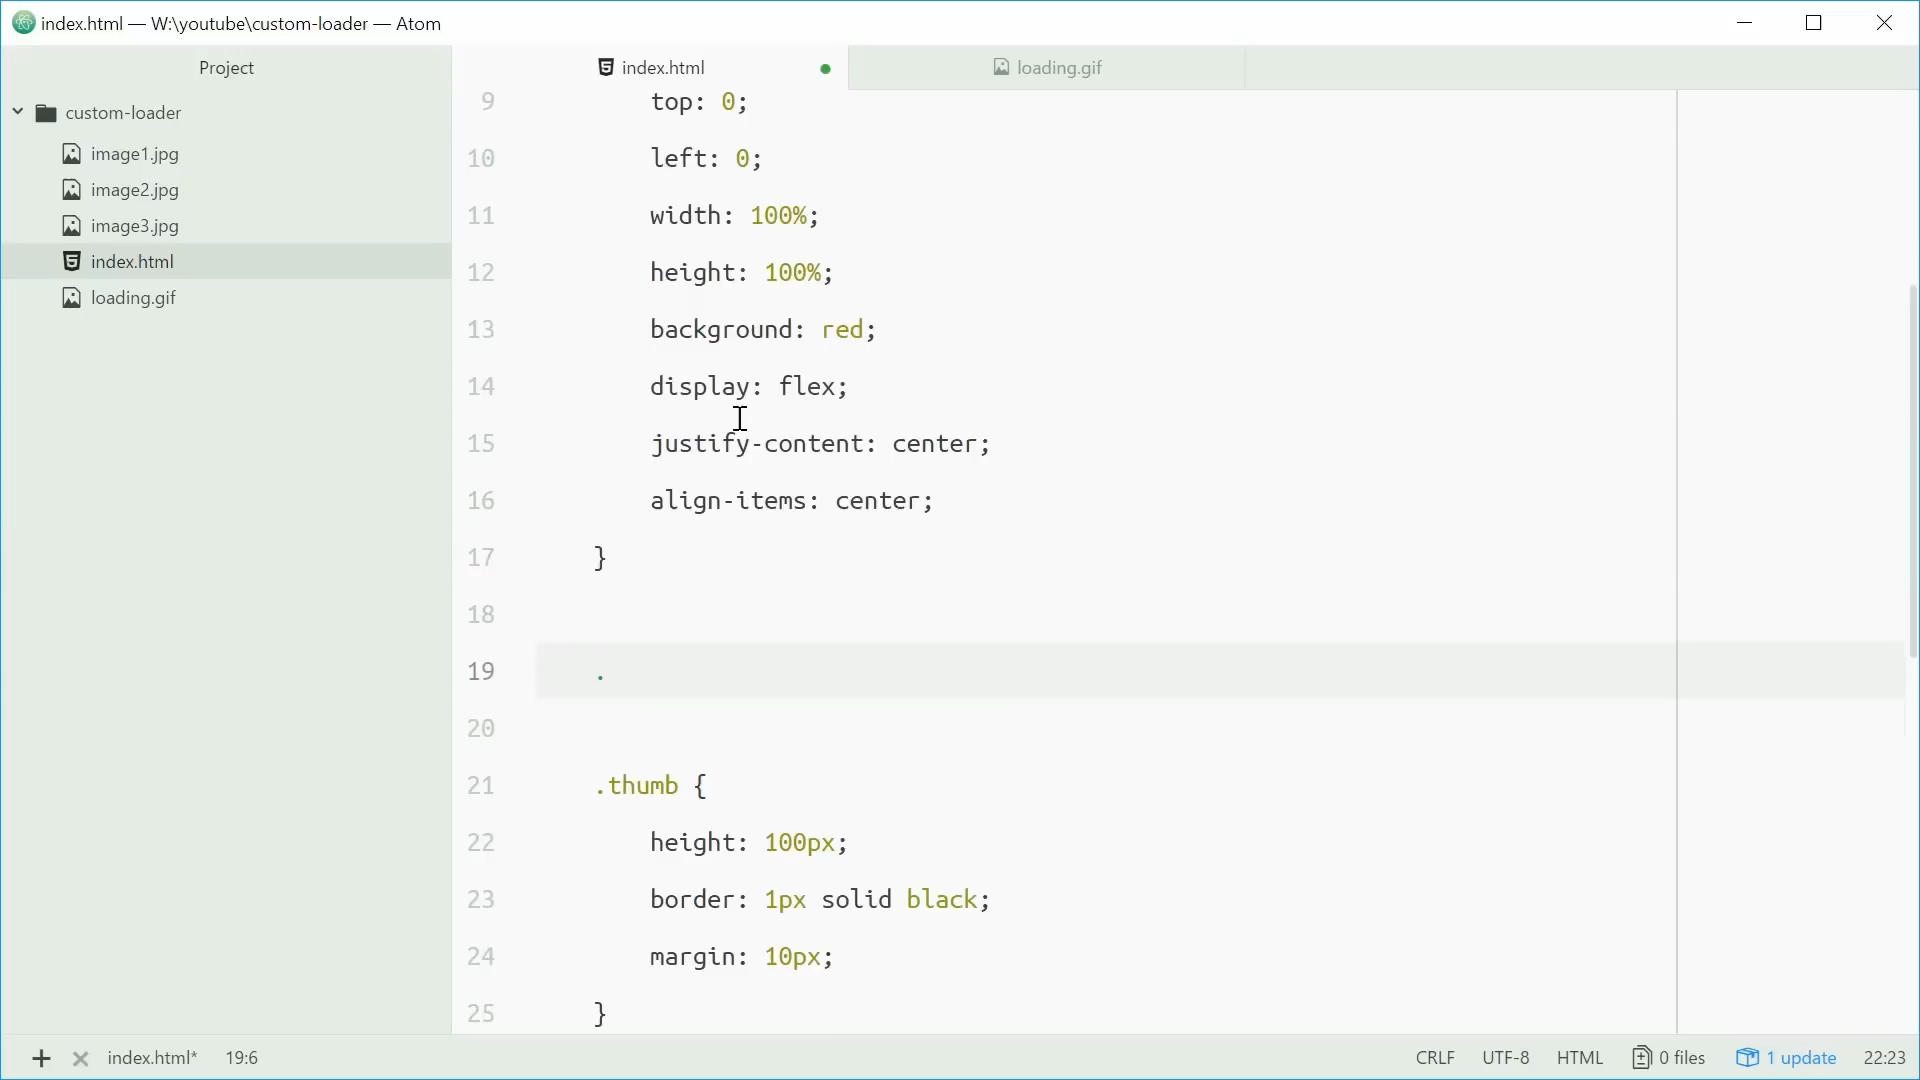 index.html — W:\youtube\custom-loader — Atom
Project
index.html
loading.gif
custom-loader
image1.jpg
image2.jpg
image3.jpg
index.html
loading.gif
9 top: 0;
10 left: 0;
11 width: 100%;
12 height: 100%;
13 background: red;
14 display: flex;
15 justify-content: center;
16 align-items: center;
17 }
18
19 .
20
21 .thumb {
22 height: 100px;
23 border: 1px solid black;
24 margin: 10px;
25 }
index.html* 19:6 CRLF UTF-8 HTML 0 files 1 update 22:23